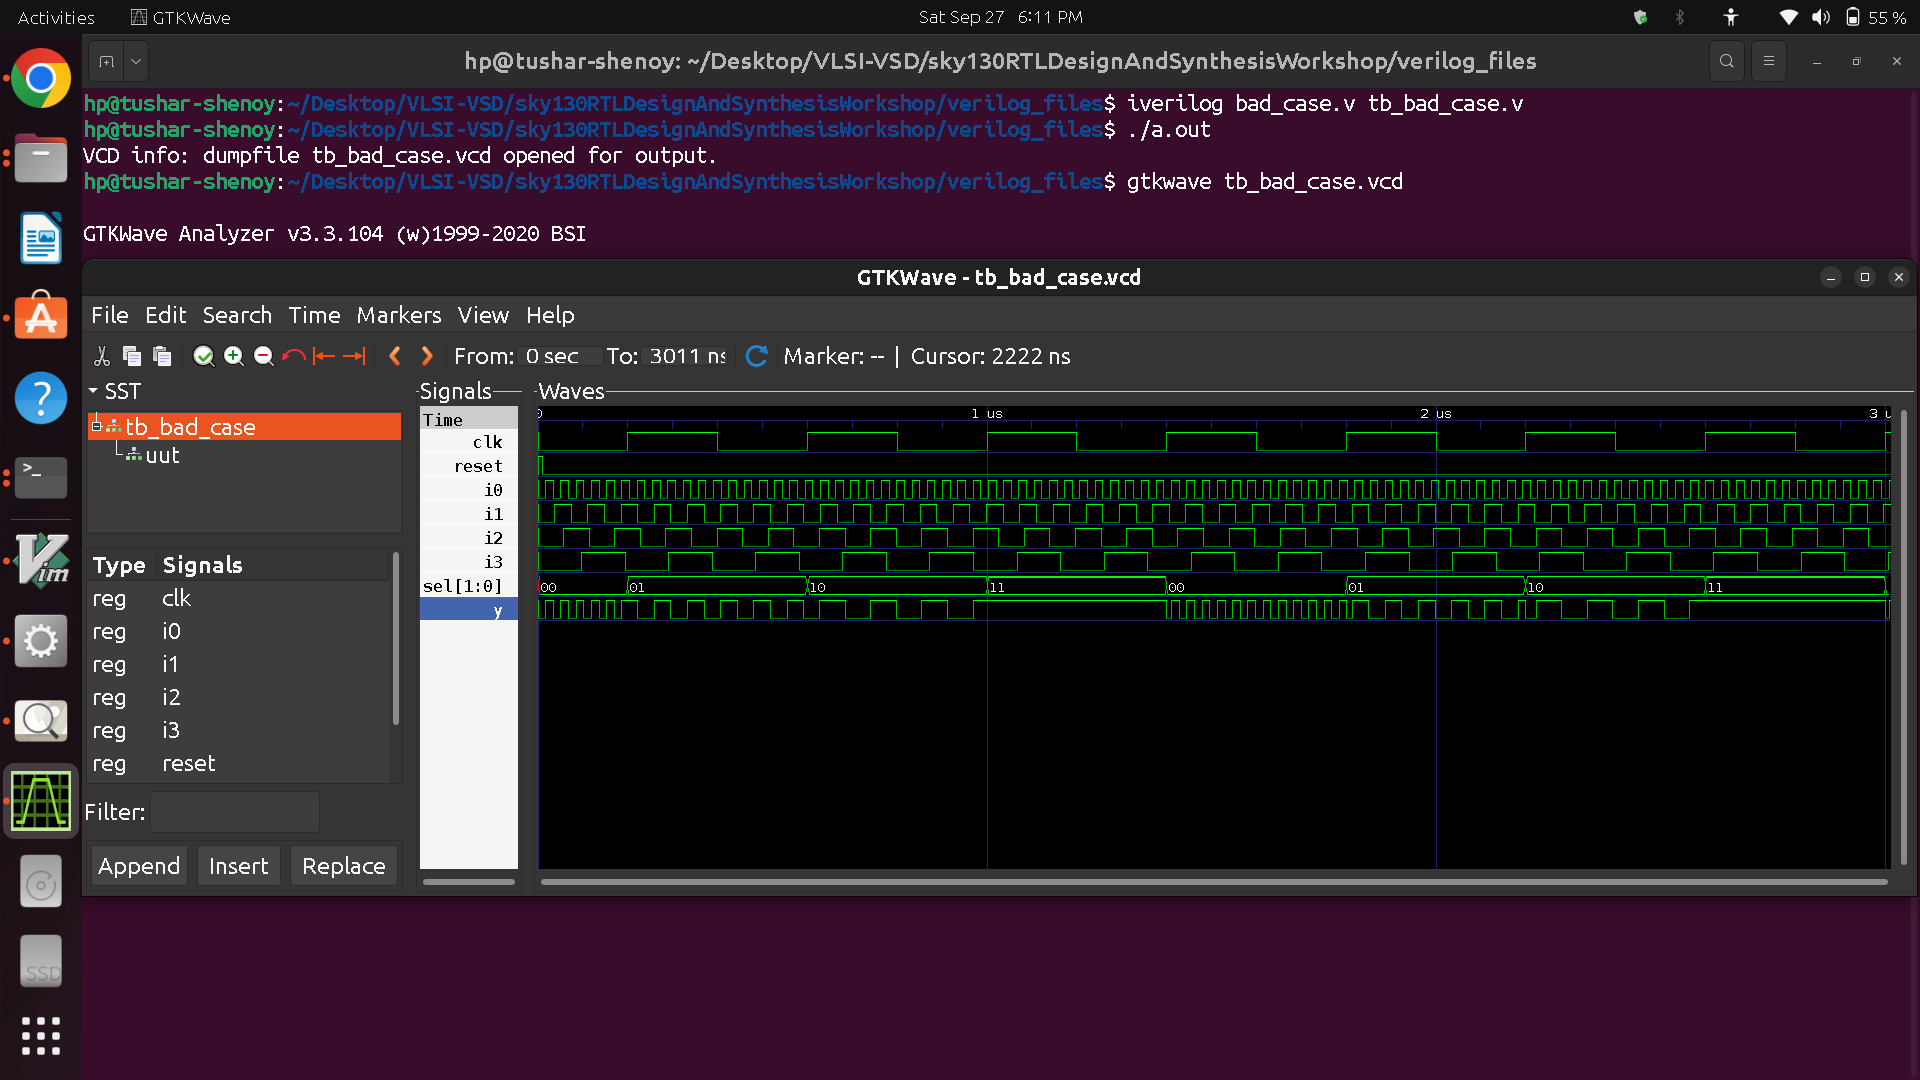 Activities GTKWave Sat Sep 27 6:11 PM 55 %
hp@tushar-shenoy: ~/Desktop/VLSI-VSD/sky130RTLDesignAndSynthesisWorkshop/verilog_files
hp@tushar-shenoy:~/Desktop/VLSI-VSD/sky130RTLDesignAndSynthesisWorkshop/verilog_files$ iverilog bad_case.v tb_bad_case.v
hp@tushar-shenoy:~/Desktop/VLSI-VSD/sky130RTLDesignAndSynthesisWorkshop/verilog_files$ ./a.out
VCD info: dumpfile tb_bad_case.vcd opened for output.
hp@tushar-shenoy:~/Desktop/VLSI-VSD/sky130RTLDesignAndSynthesisWorkshop/verilog_files$ gtkwave tb_bad_case.vcd
GTKWave Analyzer v3.3.104 (w)1999-2020 BSI
GTKWave - tb_bad_case.vcd
File Edit Search Time Markers View Help
From: 0 sec To: 3011 ns Marker: -- | Cursor: 2222 ns
SST
tb_bad_case
uut
Type Signals
reg clk
reg i0
reg i1
reg i2
reg i3
reg reset
Filter:
Append Insert Replace
Signals
Time
clk
reset
i0
i1
i2
i3
sel[1:0]
y
Waves
0 1 us 2 us 3 u
00 01 10 11 00 01 10 11
Vim
SSD